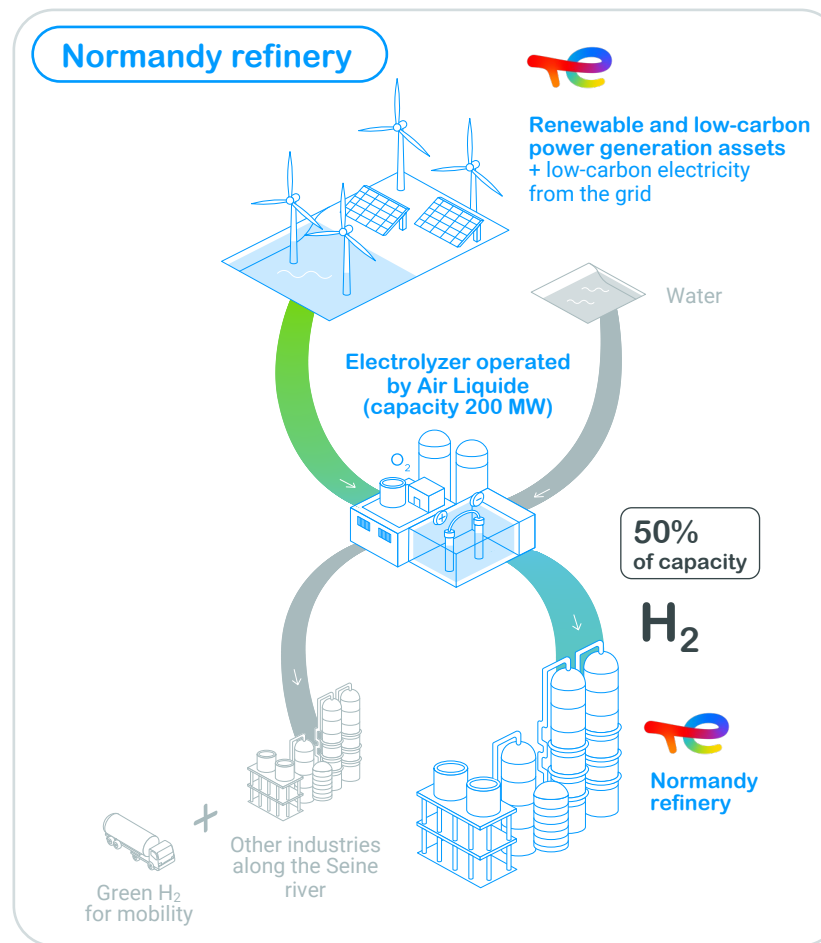 Normandy refinery
Renewable and low-carbon
power generation assets
+ low-carbon electricity
from the grid
Water
Electrolyzer operated
by Air Liquide
(capacity 200 MW)
O₂
+
−
50%
of capacity
H₂
Normandy
refinery
+
Other industries
along the Seine
river
Green H₂
for mobility